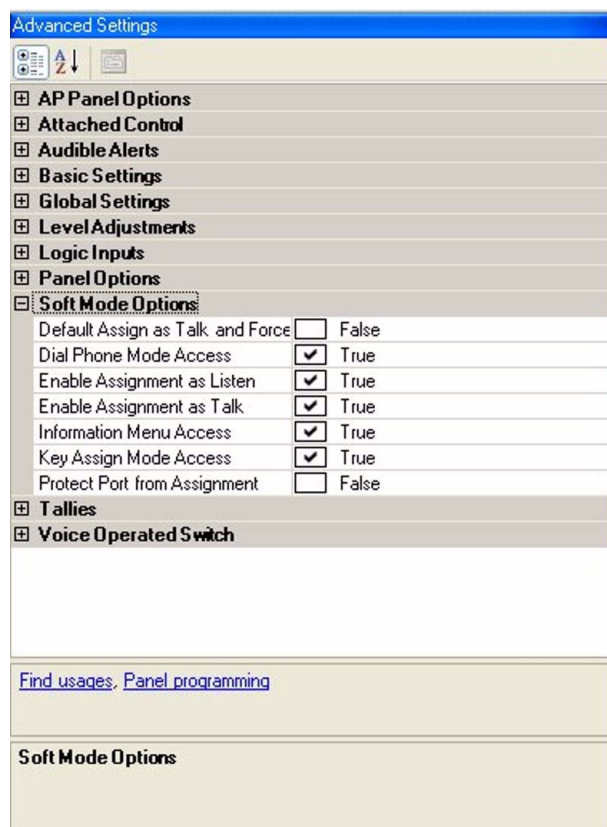 Advanced Settings
AP Panel Options
Attached Control
Audible Alerts
Basic Settings
Global Settings
Level Adjustments
Logic Inputs
Panel Options
Soft Mode Options
Default Assign as Talk and Force False
Dial Phone Mode Access True
Enable Assignment as Listen True
Enable Assignment as Talk True
Information Menu Access True
Key Assign Mode Access True
Protect Port from Assignment False
Tallies
Voice Operated Switch
Find usages, Panel programming
Soft Mode Options